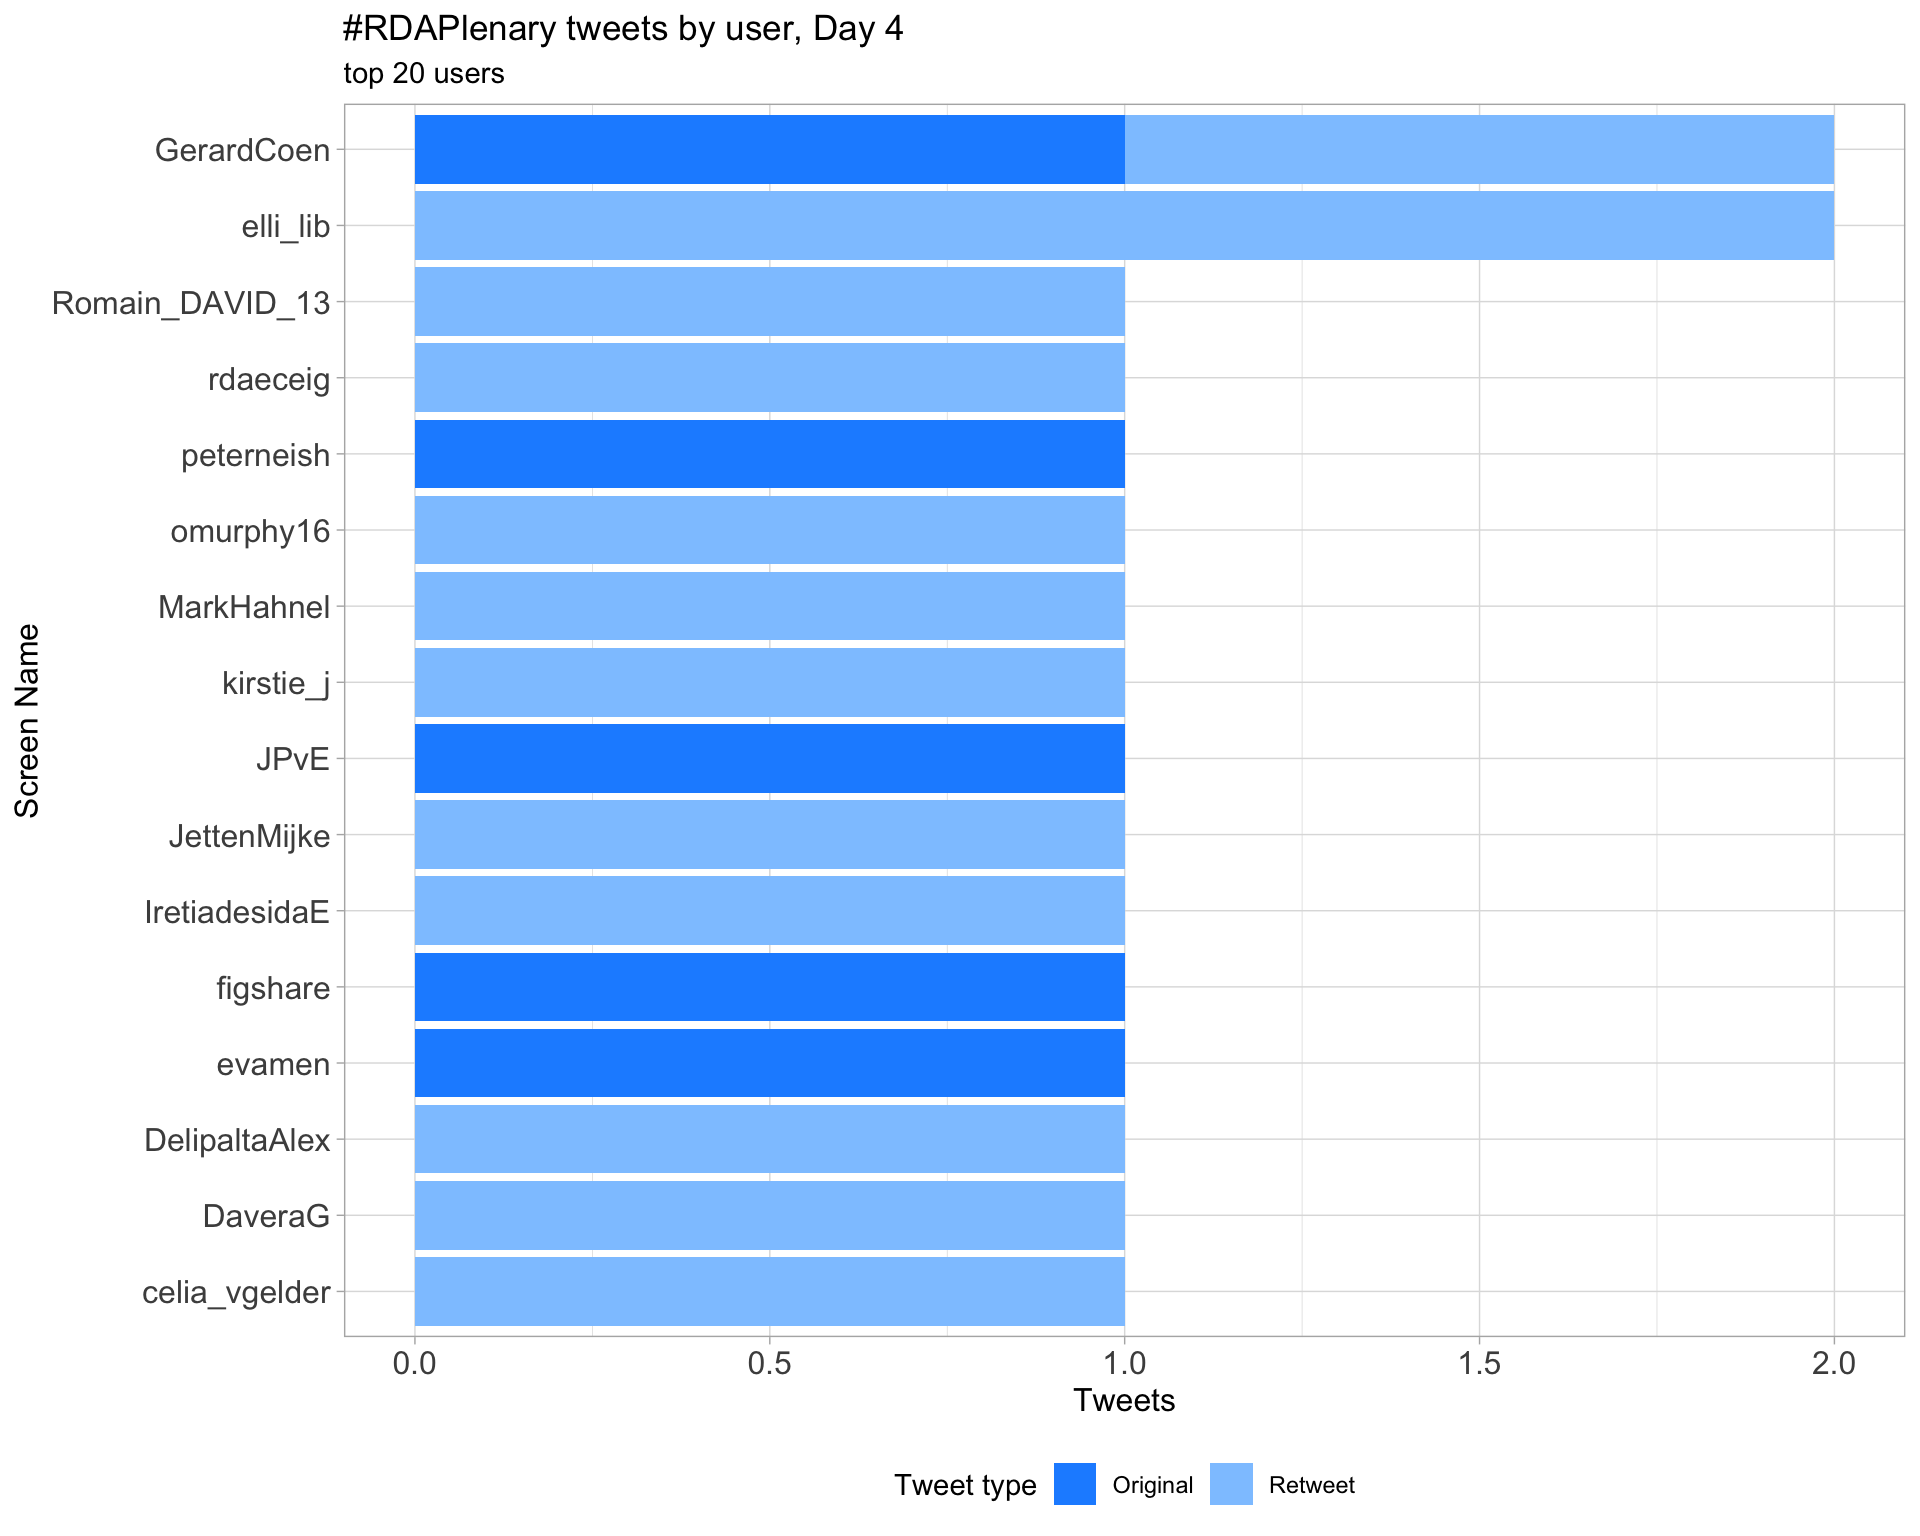 #RDAPlenary tweets by user, Day 4
top 20 users
GerardCoen
elli_lib
Romain_DAVID_13
rdaeceig
peterneish
omurphy16
MarkHahnel
kirstie_j
JPvE
JettenMijke
IretiadesidaE
figshare
evamen
DelipaltaAlex
DaveraG
celia_vgelder
Screen Name
0.0 0.5 1.0 1.5 2.0
Tweets
Tweet type Original Retweet